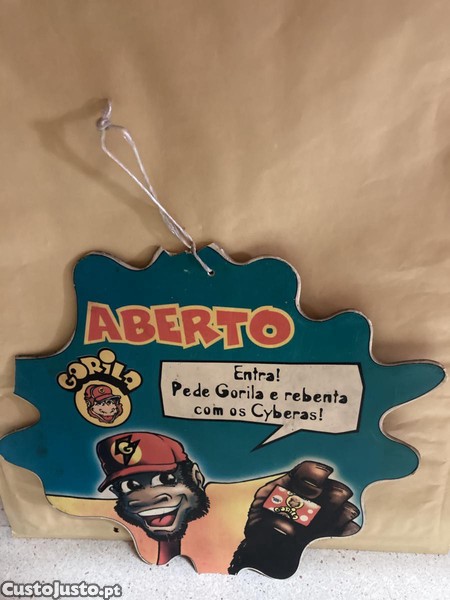 ABERTO
GORILA
Entra!
Pede Gorila e rebenta
com os Cyberas!
G
CustoJusto.pt